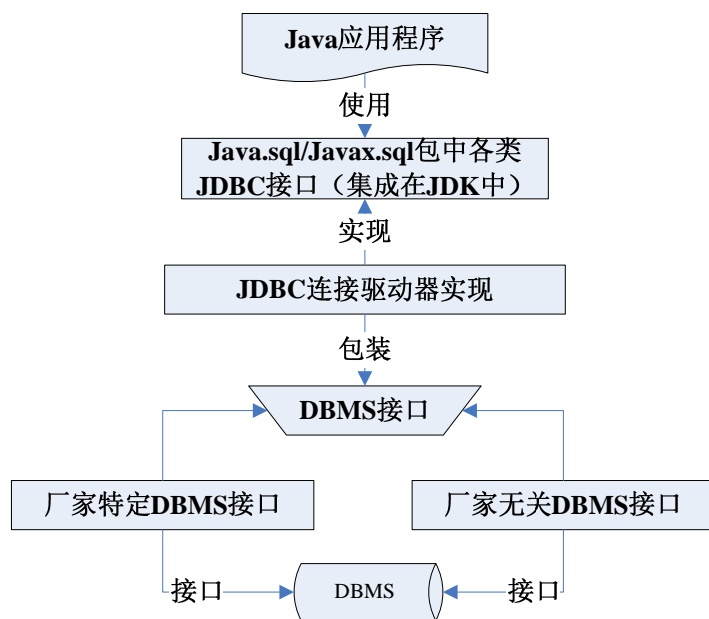 Java应用程序
使用
Java.sql/Javax.sql包中各类
JDBC接口（集成在JDK中）
实现
JDBC连接驱动器实现
包装
DBMS接口
厂家特定DBMS接口
厂家无关DBMS接口
接口
DBMS
接口